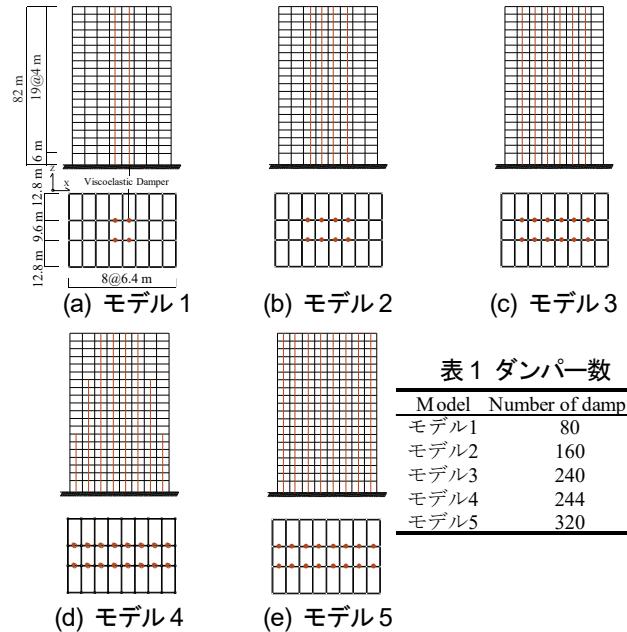 82 m
19@4 m
6 m
z
x
Viscoelastic Damper
12.8 m
9.6 m
12.8 m
8@6.4 m
(a) モデル 1
(b) モデル 2
(c) モデル 3
表 1 ダンパー数
Model Number of damp
モデル1 80
モデル2 160
モデル3 240
モデル4 244
モデル5 320
(d) モデル 4
(e) モデル 5